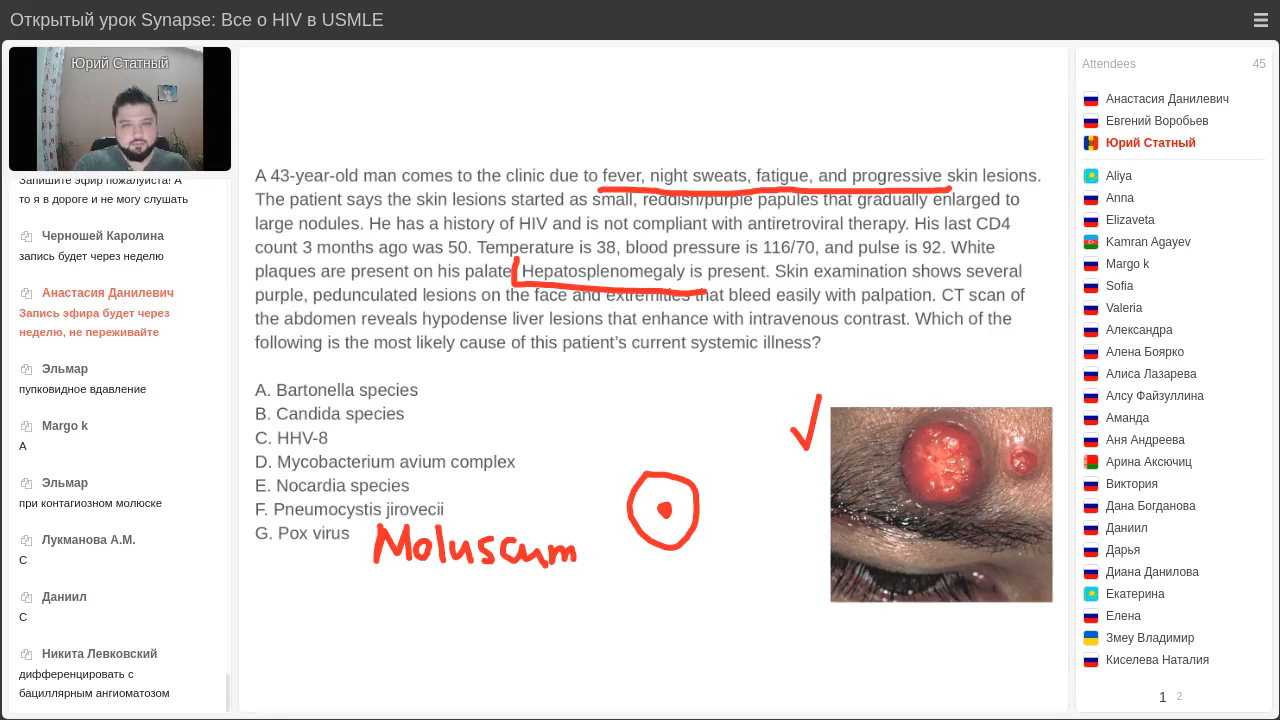 Открытый урок Synapse: Все о HIV в USMLE
Юрий Статный
Запишите эфир пожалуйста! А
то я в дороге и не могу слушать
Черношей Каролина
запись будет через неделю
Анастасия Данилевич
Запись эфира будет через
неделю, не переживайте
Эльмар
пупковидное вдавление
Margo k
А
Эльмар
при контагиозном молюске
Лукманова А.М.
С
Даниил
С
Никита Левковский
дифференцировать с
бациллярным ангиоматозом
A 43-year-old man comes to the clinic due to fever, night sweats, fatigue, and progressive skin lesions.
The patient says the skin lesions started as small, reddish/purple papules that gradually enlarged to
large nodules. He has a history of HIV and is not compliant with antiretroviral therapy. His last CD4
count 3 months ago was 50. Temperature is 38, blood pressure is 116/70, and pulse is 92. White
plaques are present on his palate. Hepatosplenomegaly is present. Skin examination shows several
purple, pedunculated lesions on the face and extremities that bleed easily with palpation. CT scan of
the abdomen reveals hypodense liver lesions that enhance with intravenous contrast. Which of the
following is the most likely cause of this patient's current systemic illness?
A. Bartonella species
B. Candida species
C. HHV-8
D. Mycobacterium avium complex
E. Nocardia species
F. Pneumocystis jirovecii
G. Pox virus
Moluscum
Attendees 45
Анастасия Данилевич
Евгений Воробьев
Юрий Статный
Aliya
Anna
Elizaveta
Kamran Agayev
Margo k
Sofia
Valeria
Александра
Алена Боярко
Алиса Лазарева
Алсу Файзуллина
Аманда
Аня Андреева
Арина Аксючиц
Виктория
Дана Богданова
Даниил
Дарья
Диана Данилова
Екатерина
Елена
Змеу Владимир
Киселева Наталия
1 2